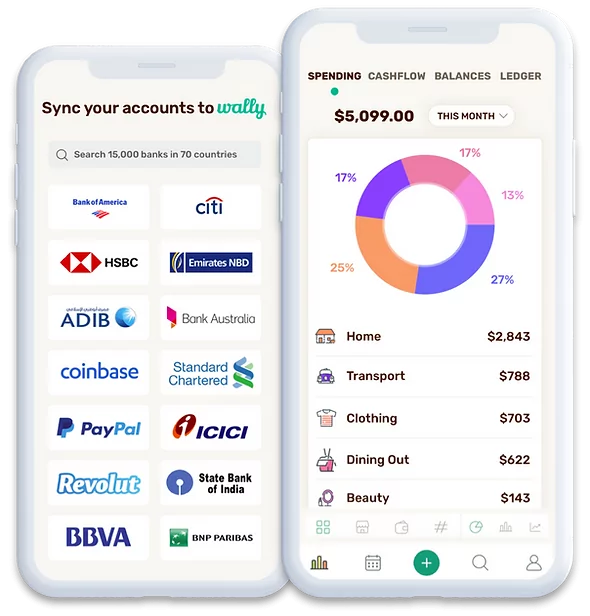 Sync your accounts to wally
Search 15,000 banks in 70 countries
Bank of America
citi
HSBC
Emirates NBD
ADIB
Bank Australia
coinbase
Standard
Chartered
PayPal
ICICI
Revolut
State Bank
of India
BBVA
BNP PARIBAS
SPENDING CASHFLOW BALANCES LEDGER
$5,099.00 THIS MONTH
17%
17%
13%
25%
27%
Home $2,843
Transport $788
Clothing $703
Dining Out $622
Beauty $143
#
+